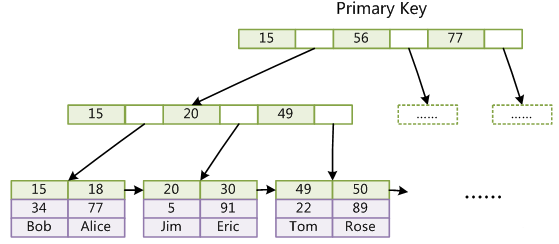 Primary Key
15 56 77
15 20 49
...... ......
15 18 20 30 49 50
34 77 5 91 22 89
Bob Alice Jim Eric Tom Rose
......